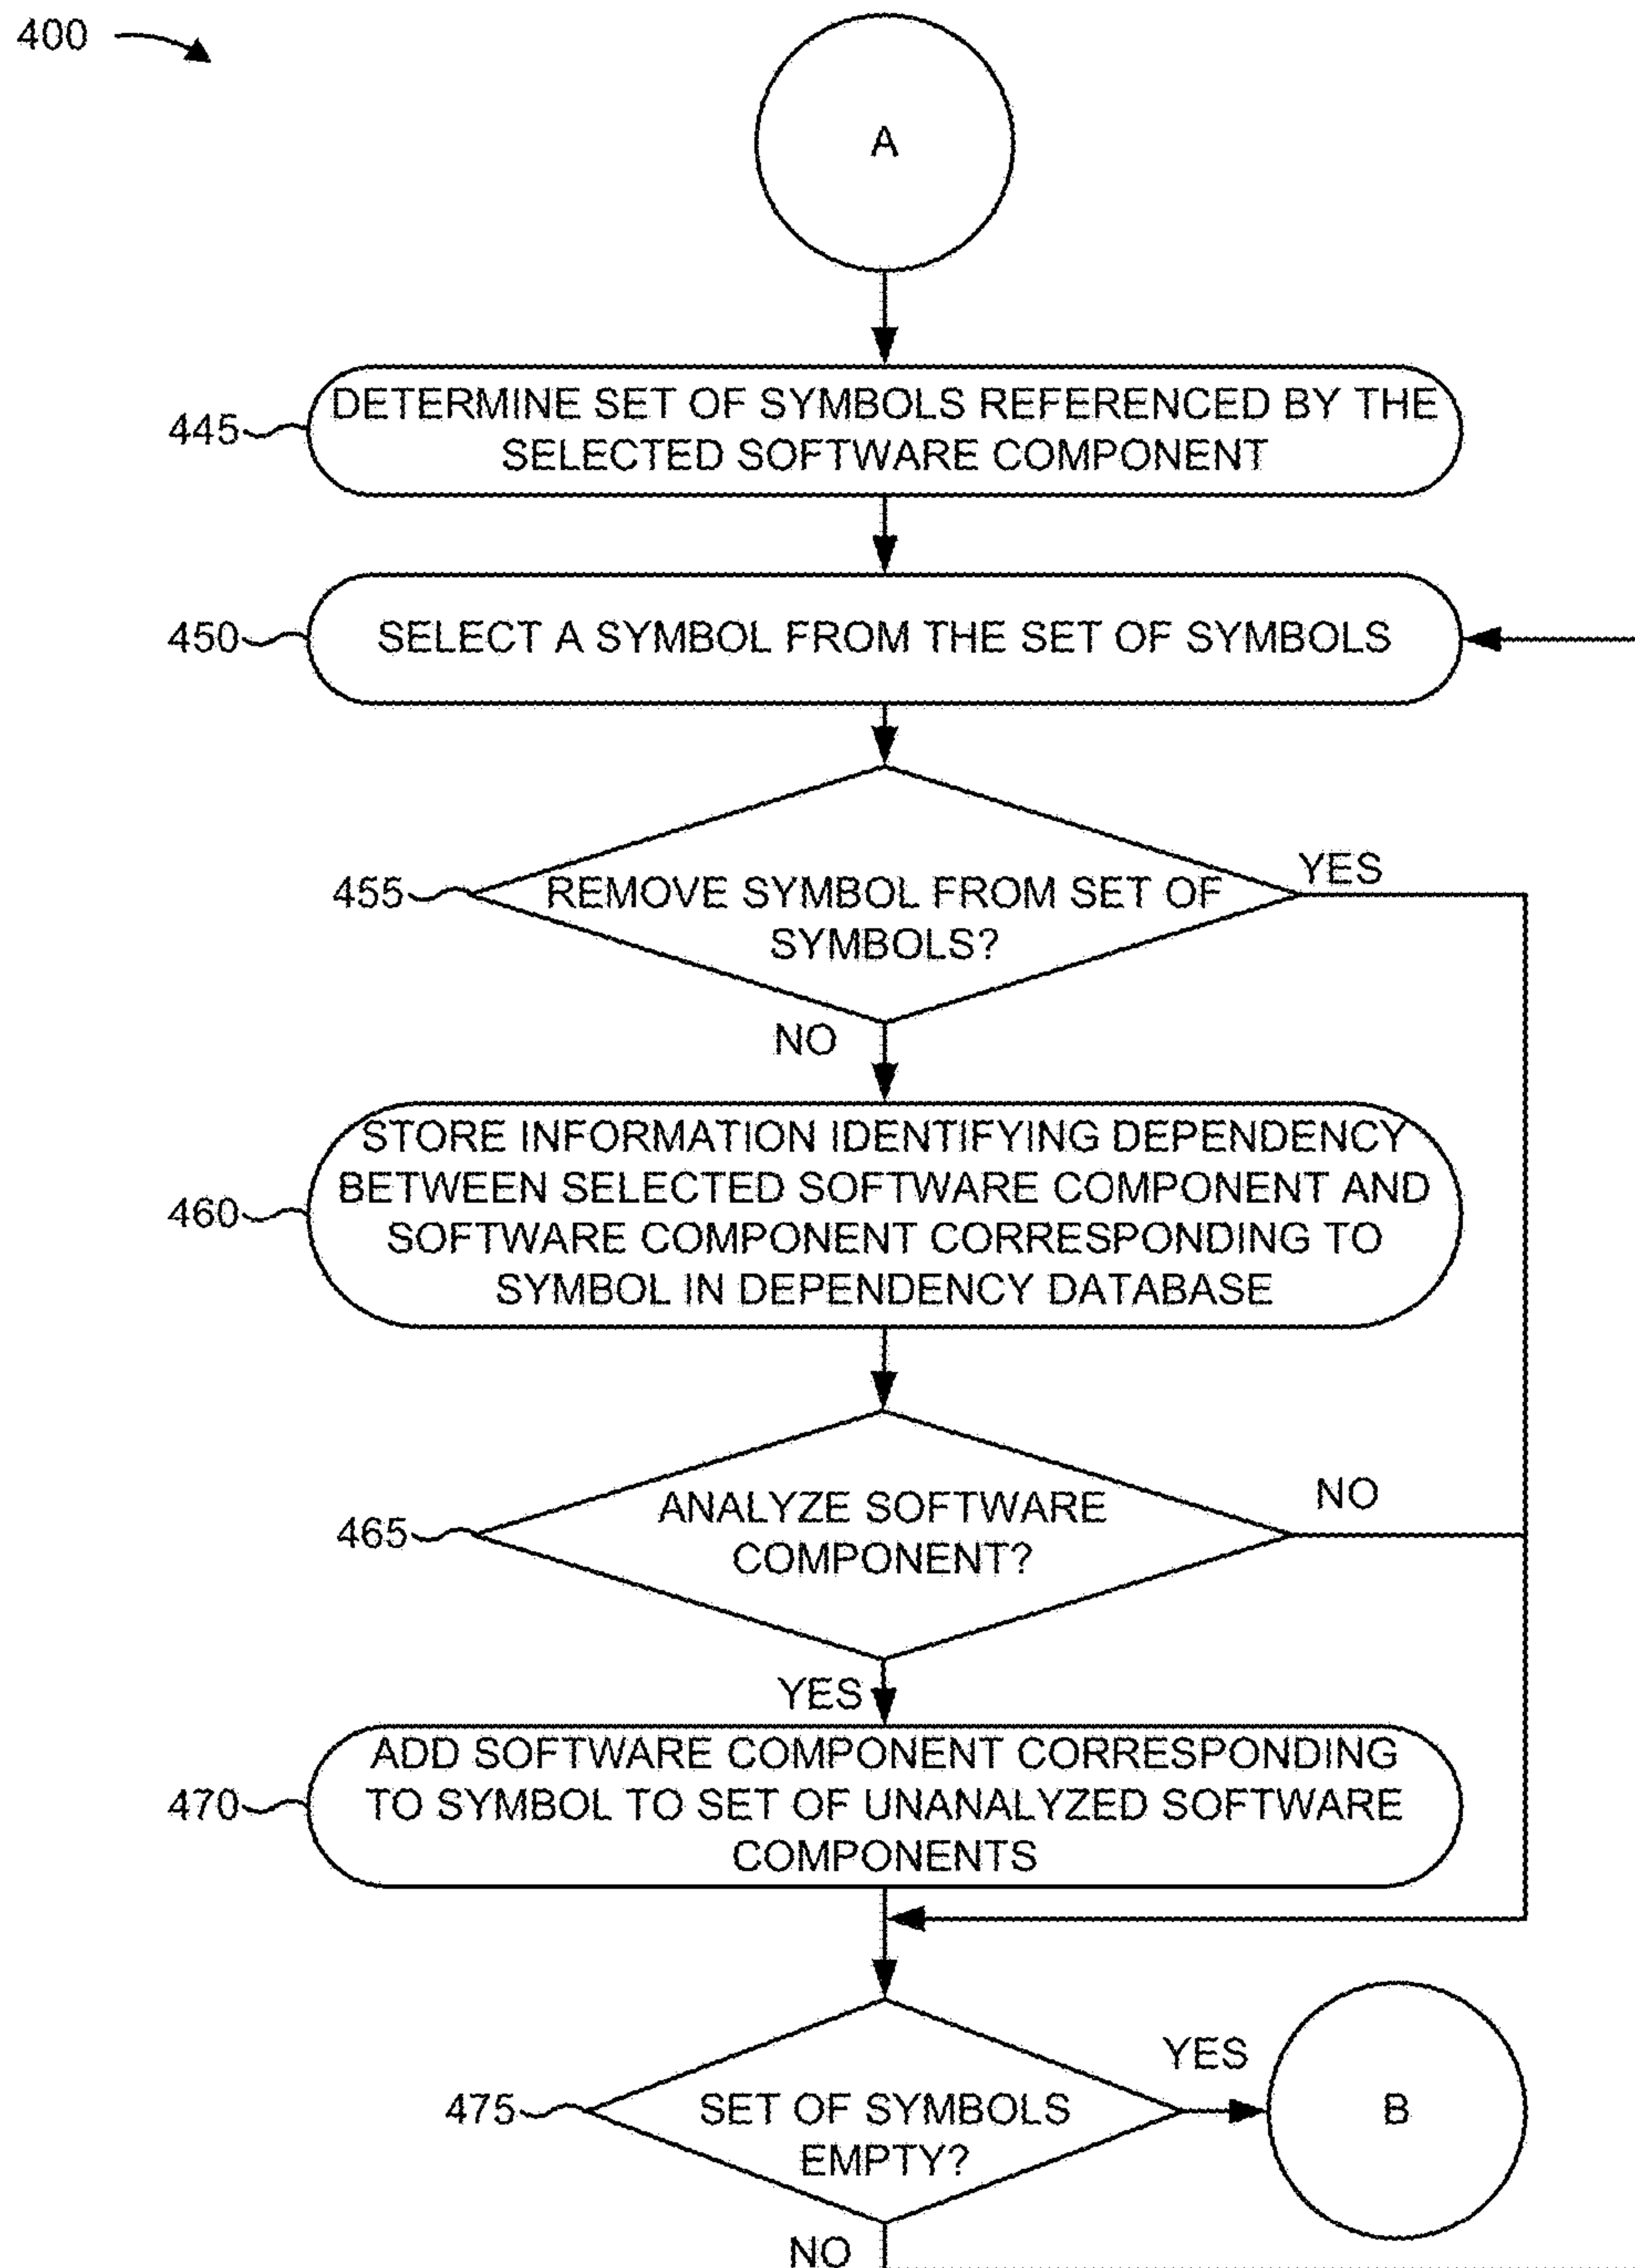 400
A
445
DETERMINE SET OF SYMBOLS REFERENCED BY THE
SELECTED SOFTWARE COMPONENT
450
SELECT A SYMBOL FROM THE SET OF SYMBOLS
455
REMOVE SYMBOL FROM SET OF
SYMBOLS?
YES
NO
460
STORE INFORMATION IDENTIFYING DEPENDENCY
BETWEEN SELECTED SOFTWARE COMPONENT AND
SOFTWARE COMPONENT CORRESPONDING TO
SYMBOL IN DEPENDENCY DATABASE
465
ANALYZE SOFTWARE
COMPONENT?
NO
YES
470
ADD SOFTWARE COMPONENT CORRESPONDING
TO SYMBOL TO SET OF UNANALYZED SOFTWARE
COMPONENTS
475
SET OF SYMBOLS
EMPTY?
YES
B
NO